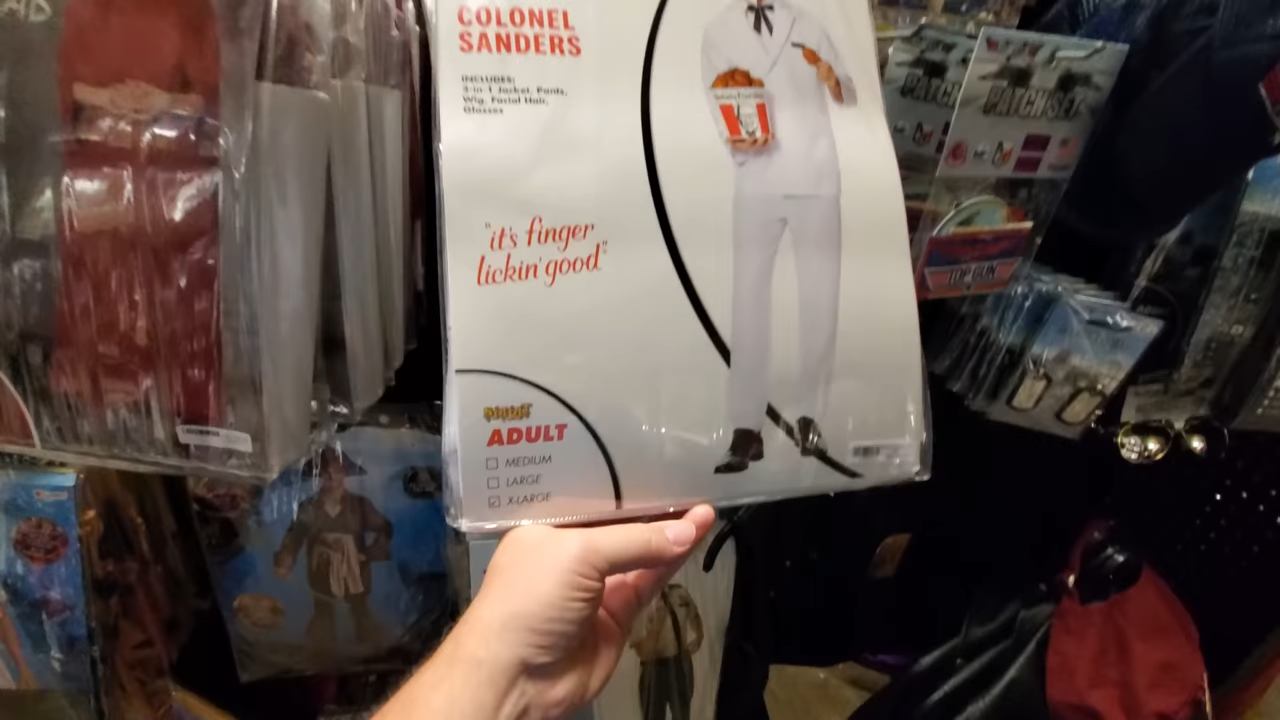 COLONEL
SANDERS
INCLUDES:
3-in-1 Jacket, Pants,
Wig, Facial Hair,
Glasses
"it's finger
lickin' good"
SPIRIT
ADULT
MEDIUM
LARGE
X-LARGE
PATCH
PATCH SET
TOP GUN